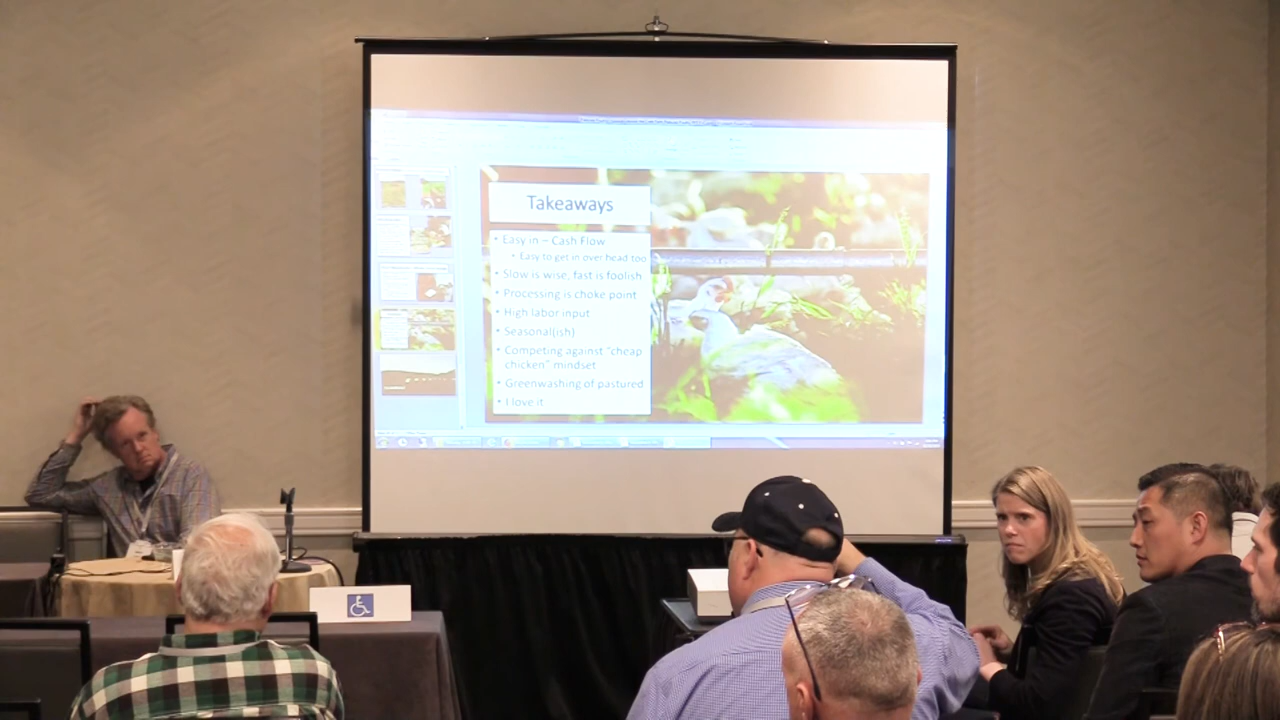 Takeaways
• Easy in – Cash Flow
• Easy to get in over head too
• Slow is wise, fast is foolish
• Processing is choke point
• High labor input
• Seasonal(ish)
• Competing against "cheap
chicken" mindset
• Greenwashing of pastured
• I love it